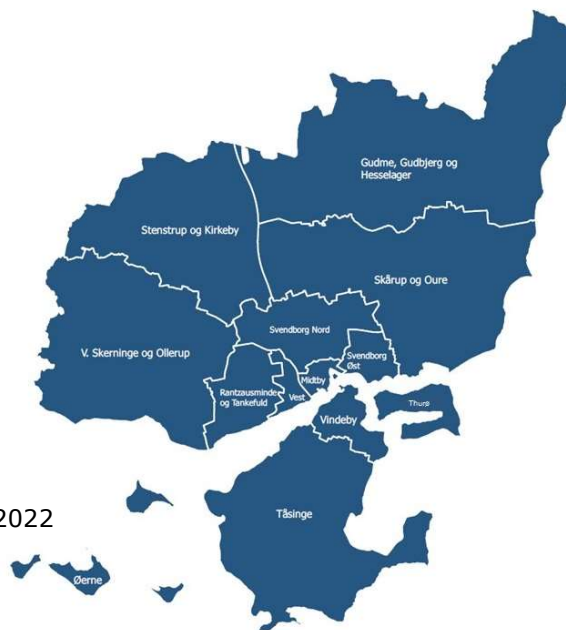 Gudme, Gudbjerg og
Hesselager
Stenstrup og Kirkeby
Skårup og Oure
Svendborg Nord
V. Skerninge og Ollerup
Svendborg
Øst
Midtby
Rantzausminde
og Tankefuld
Vest
Thurø
Vindeby
Tåsinge
2022
Øerne